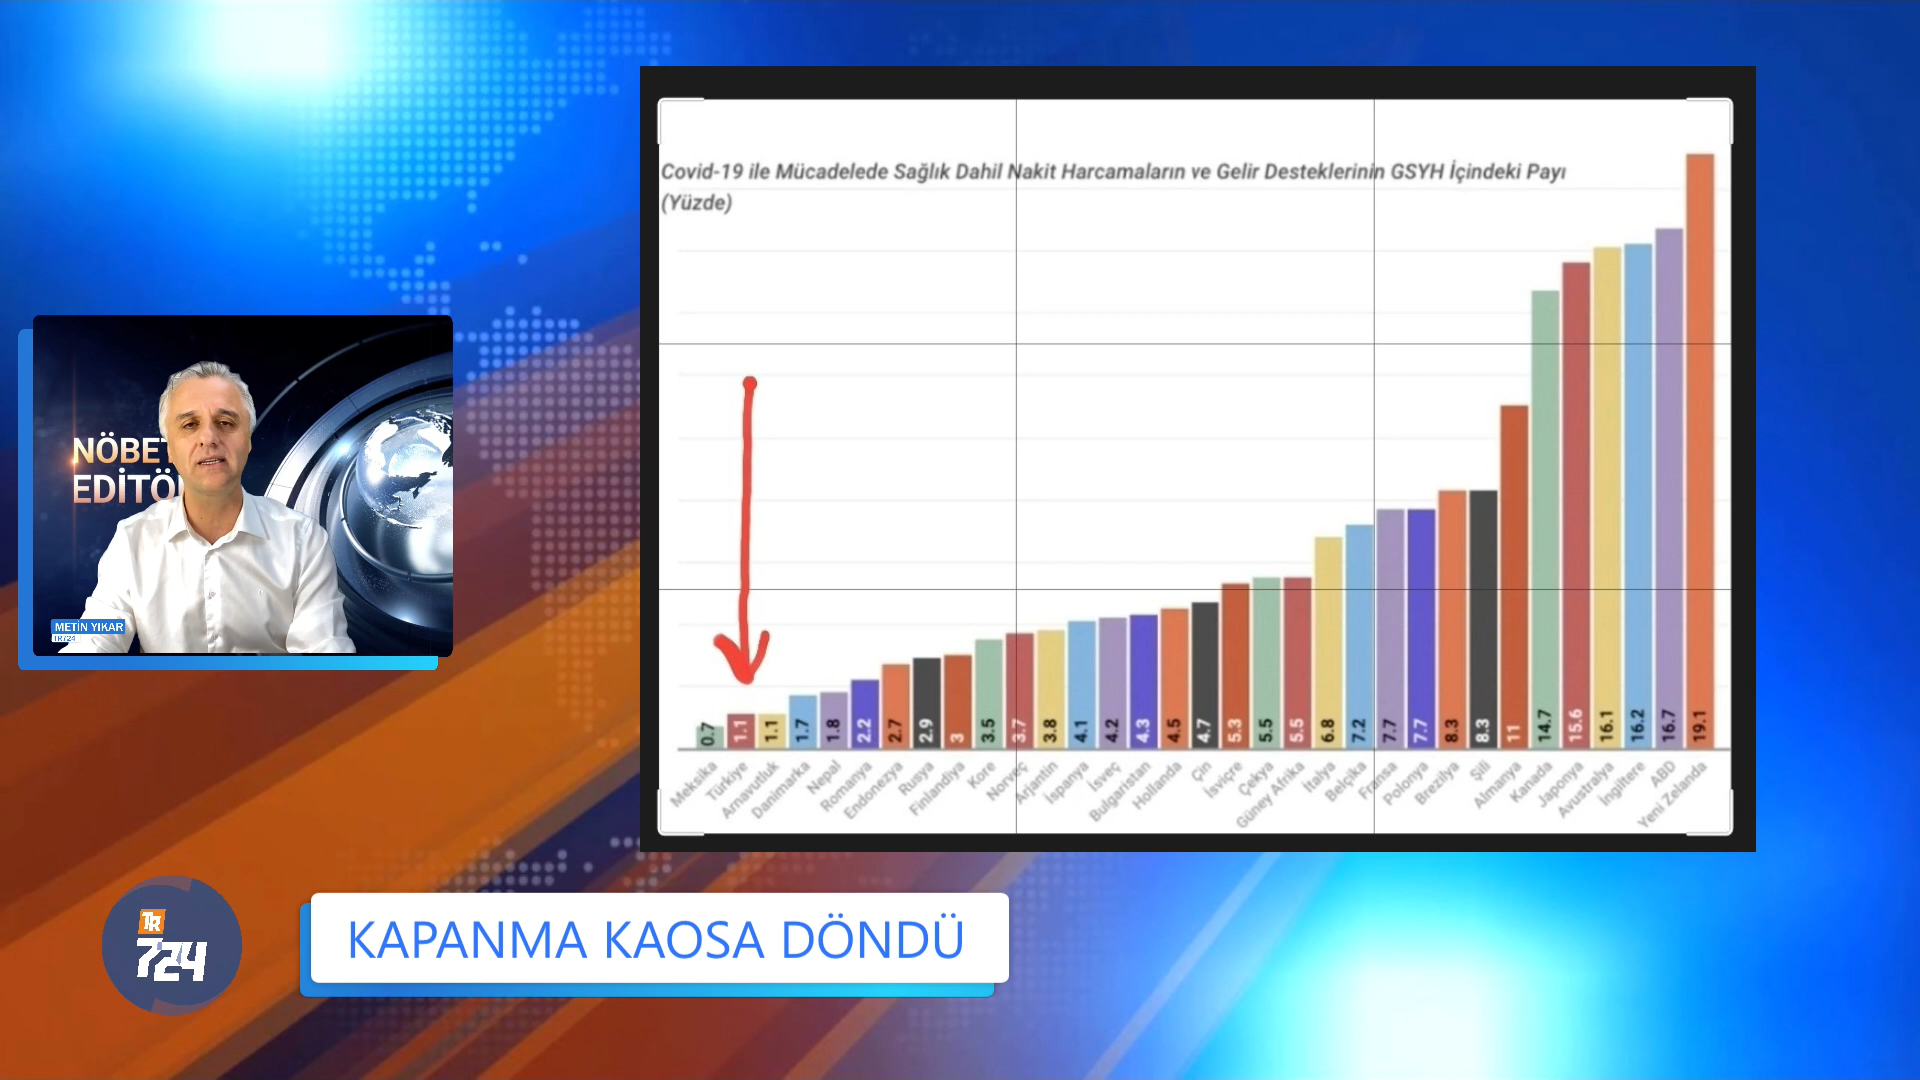 Covid-19 ile Mücadelede Sağlık Dahil Nakit Harcamaların ve Gelir Desteklerinin GSYH İçindeki Payı
(Yüzde)
0.7
1.1
1.1
1.7
1.8
2.2
2.7
2.9
3
3.5
3.7
3.8
4.1
4.2
4.3
4.5
4.7
5.3
5.5
5.5
6.8
7.2
7.7
7.7
8.3
8.3
11
14.7
15.6
16.1
16.2
16.7
19.1
Meksika
Türkiye
Arnavutluk
Danimarka
Nepal
Romanya
Endonezya
Rusya
Finlandiya
Kore
Norveç
Arjantin
İspanya
İsveç
Bulgaristan
Hollanda
Çin
İsviçre
Çekya
Güney Afrika
İtalya
Belçika
Fransa
Polonya
Brezilya
Şili
Almanya
Kanada
Japonya
Avustralya
İngiltere
ABD
Yeni Zelanda
NÖBET
EDİTÖ
METİN YIKAR
TR724
TR
724
KAPANMA KAOSA DÖNDÜ